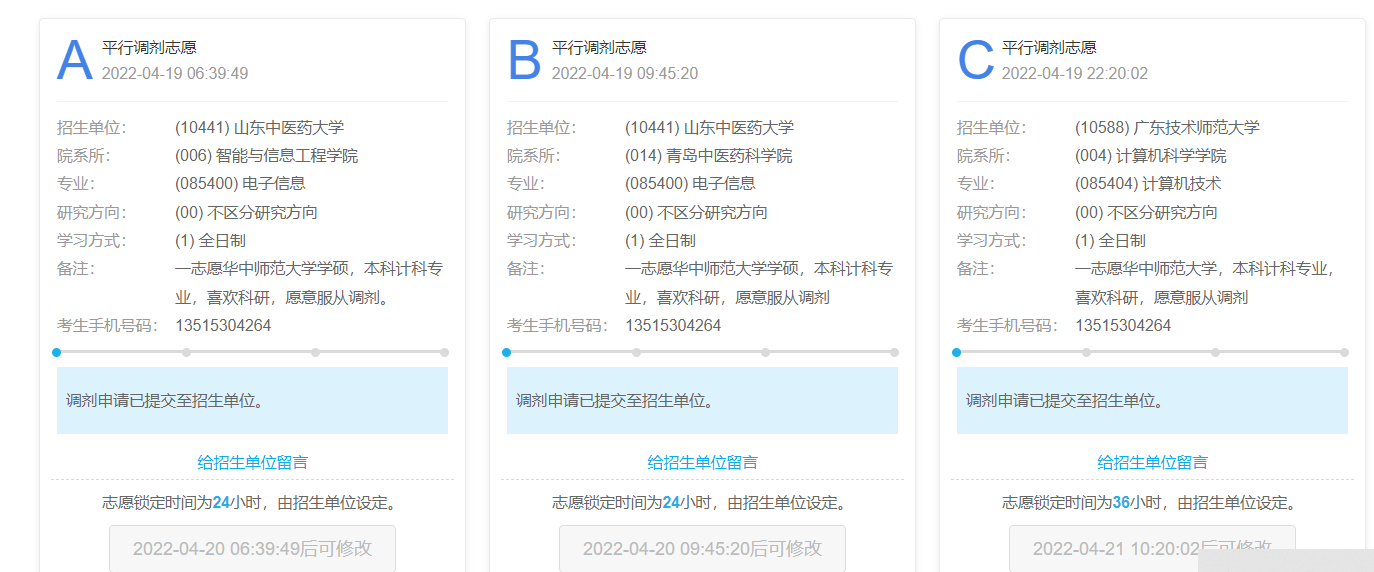 A 平行调剂志愿
2022-04-19 06:39:49
招生单位： (10441) 山东中医药大学
院系所： (006) 智能与信息工程学院
专业： (085400) 电子信息
研究方向： (00) 不区分研究方向
学习方式： (1) 全日制
备注： 一志愿华中师范大学学硕，本科计科专
业，喜欢科研，愿意服从调剂。
考生手机号码： 13515304264
调剂申请已提交至招生单位。
给招生单位留言
志愿锁定时间为24小时，由招生单位设定。
2022-04-20 06:39:49后可修改
B 平行调剂志愿
2022-04-19 09:45:20
招生单位： (10441) 山东中医药大学
院系所： (014) 青岛中医药科学院
专业： (085400) 电子信息
研究方向： (00) 不区分研究方向
学习方式： (1) 全日制
备注： 一志愿华中师范大学学硕，本科计科专
业，喜欢科研，愿意服从调剂
考生手机号码： 13515304264
调剂申请已提交至招生单位。
给招生单位留言
志愿锁定时间为24小时，由招生单位设定。
2022-04-20 09:45:20后可修改
C 平行调剂志愿
2022-04-19 22:20:02
招生单位： (10588) 广东技术师范大学
院系所： (004) 计算机科学学院
专业： (085404) 计算机技术
研究方向： (00) 不区分研究方向
学习方式： (1) 全日制
备注： 一志愿华中师范大学，本科计科专业，
喜欢科研，愿意服从调剂
考生手机号码： 13515304264
调剂申请已提交至招生单位。
给招生单位留言
志愿锁定时间为36小时，由招生单位设定。
2022-04-21 10:20:02后可修改